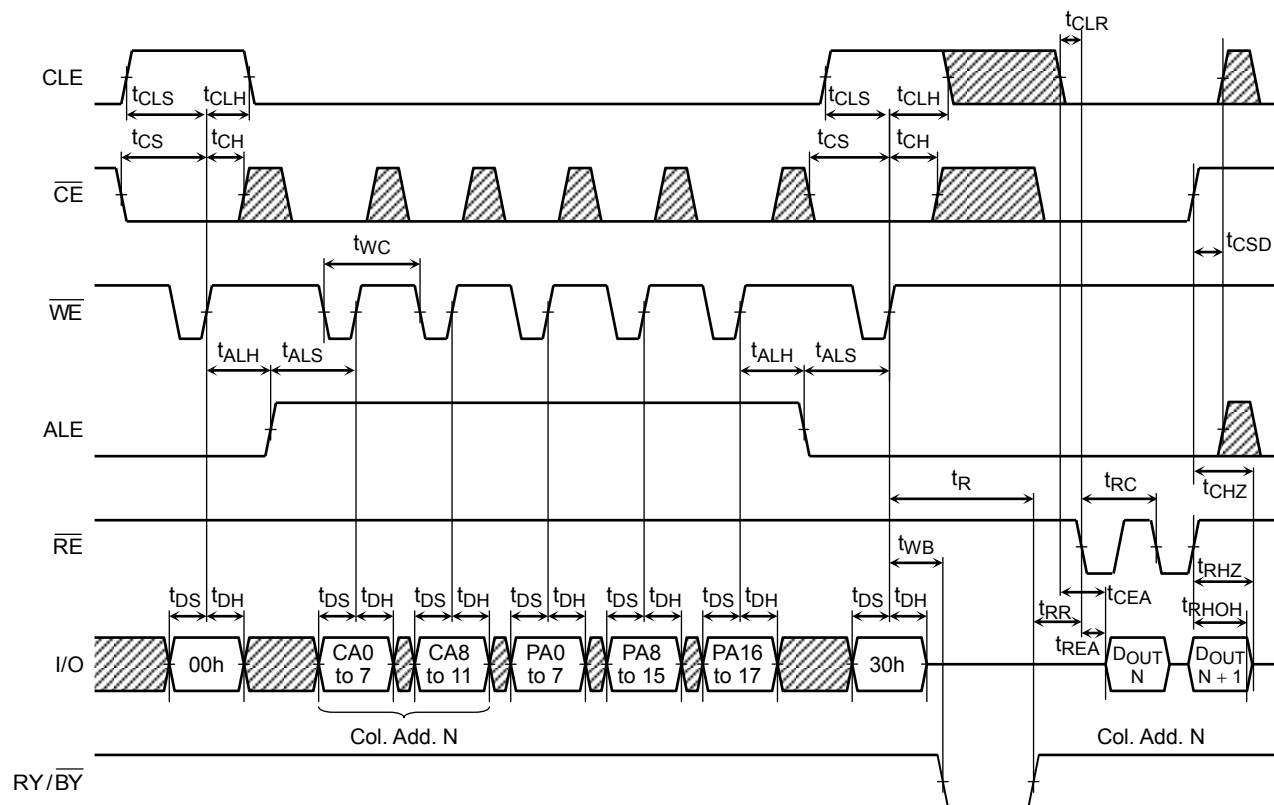 tCLR
CLE
tCLS tCLH tCLS tCLH
tCS tCH tCS tCH
CE
tCSD
tWC
WE
tALH tALS tALH tALS
ALE
tR tRC tCHZ
RE
tWB
tRHZ
tCEA
tDS tDH tDS tDH tDS tDH tDS tDH tDS tDH tDS tDH tDS tDH
tRR tRHOH
tREA
I/O
00h
CA0 to 7
CA8 to 11
PA0 to 7
PA8 to 15
PA16 to 17
30h
DOUT N
DOUT N + 1
Col. Add. N Col. Add. N
RY/BY